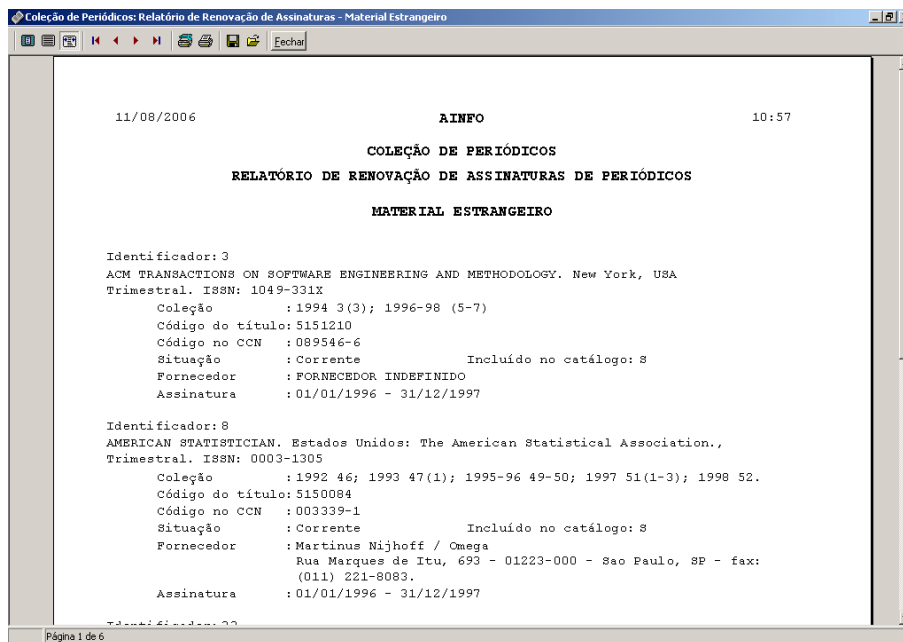 Coleção de Periódicos: Relatório de Renovação de Assinaturas - Material Estrangeiro
Fechar
11/08/2006 AINFO 10:57
COLEÇÃO DE PERIÓDICOS
RELATÓRIO DE RENOVAÇÃO DE ASSINATURAS DE PERIÓDICOS
MATERIAL ESTRANGEIRO
Identificador: 3
ACM TRANSACTIONS ON SOFTWARE ENGINEERING AND METHODOLOGY. New York, USA
Trimestral. ISSN: 1049-331X
Coleção : 1994 3(3); 1996-98 (5-7)
Código do título: 5151210
Código no CCN : 089546-6
Situação : Corrente Incluído no catálogo: S
Fornecedor : FORNECEDOR INDEFINIDO
Assinatura : 01/01/1996 - 31/12/1997
Identificador: 8
AMERICAN STATISTICIAN. Estados Unidos: The American Statistical Association.,
Trimestral. ISSN: 0003-1305
Coleção : 1992 46; 1993 47(1); 1995-96 49-50; 1997 51(1-3); 1998 52.
Código do título: 5150084
Código no CCN : 003339-1
Situação : Corrente Incluído no catálogo: S
Fornecedor : Martinus Nijhoff / Omega
Rua Marques de Itu, 693 - 01223-000 - Sao Paulo, SP - fax:
(011) 221-8083.
Assinatura : 01/01/1996 - 31/12/1997
Página 1 de 6